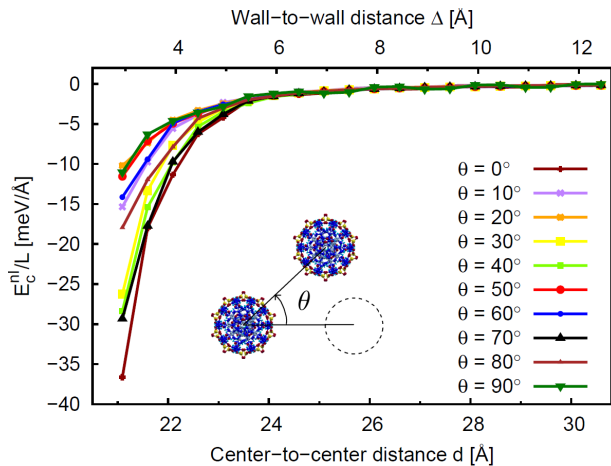 Wall−to−wall distance Δ [Å]
4 6 8 10 12
0
−5
−10
−15
−20
−25
−30
−35
−40
E_c^nl/L [meV/Å]
θ = 0°
θ = 10°
θ = 20°
θ = 30°
θ = 40°
θ = 50°
θ = 60°
θ = 70°
θ = 80°
θ = 90°
θ
22 24 26 28 30
Center−to−center distance d [Å]